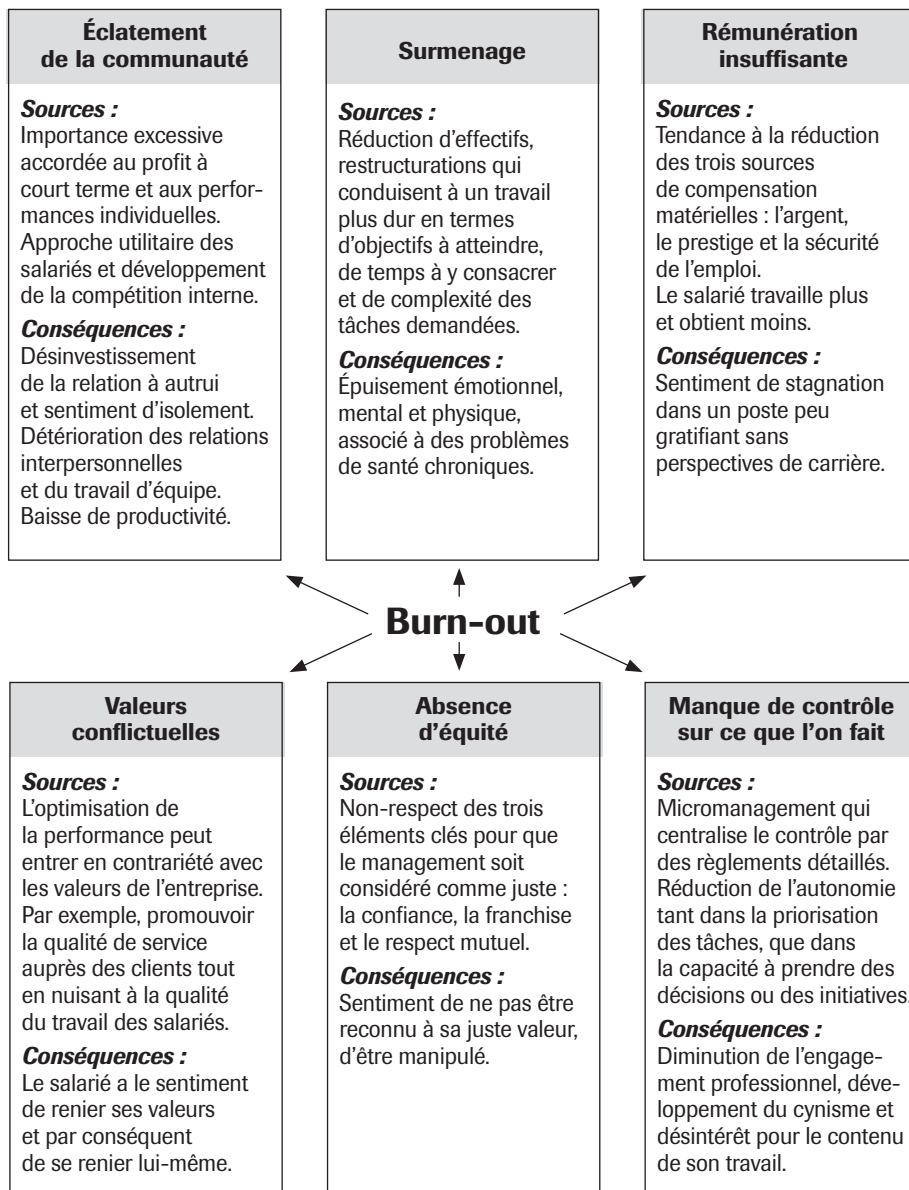 Éclatement
de la communauté
Sources :
Importance excessive
accordée au profit à
court terme et aux perfor-
mances individuelles.
Approche utilitaire des
salariés et développement
de la compétition interne.
Conséquences :
Désinvestissement
de la relation à autrui
et sentiment d'isolement.
Détérioration des relations
interpersonnelles
et du travail d'équipe.
Baisse de productivité.
Surmenage
Sources :
Réduction d'effectifs,
restructurations qui
conduisent à un travail
plus dur en termes
d'objectifs à atteindre,
de temps à y consacrer
et de complexité des
tâches demandées.
Conséquences :
Épuisement émotionnel,
mental et physique,
associé à des problèmes
de santé chroniques.
Rémunération
insuffisante
Sources :
Tendance à la réduction
des trois sources
de compensation
matérielles : l'argent,
le prestige et la sécurité
de l'emploi.
Le salarié travaille plus
et obtient moins.
Conséquences :
Sentiment de stagnation
dans un poste peu
gratifiant sans
perspectives de carrière.
Burn-out
Valeurs
conflictuelles
Sources :
L'optimisation de
la performance peut
entrer en contrariété avec
les valeurs de l'entreprise.
Par exemple, promouvoir
la qualité de service
auprès des clients tout
en nuisant à la qualité
du travail des salariés.
Conséquences :
Le salarié a le sentiment
de renier ses valeurs
et par conséquent
de se renier lui-même.
Absence
d'équité
Sources :
Non-respect des trois
éléments clés pour que
le management soit
considéré comme juste :
la confiance, la franchise
et le respect mutuel.
Conséquences :
Sentiment de ne pas être
reconnu à sa juste valeur,
d'être manipulé.
Manque de contrôle
sur ce que l'on fait
Sources :
Micromanagement qui
centralise le contrôle par
des règlements détaillés.
Réduction de l'autonomie
tant dans la priorisation
des tâches, que dans
la capacité à prendre des
décisions ou des initiatives.
Conséquences :
Diminution de l'engage-
ment professionnel, déve-
loppement du cynisme et
désintérêt pour le contenu
de son travail.